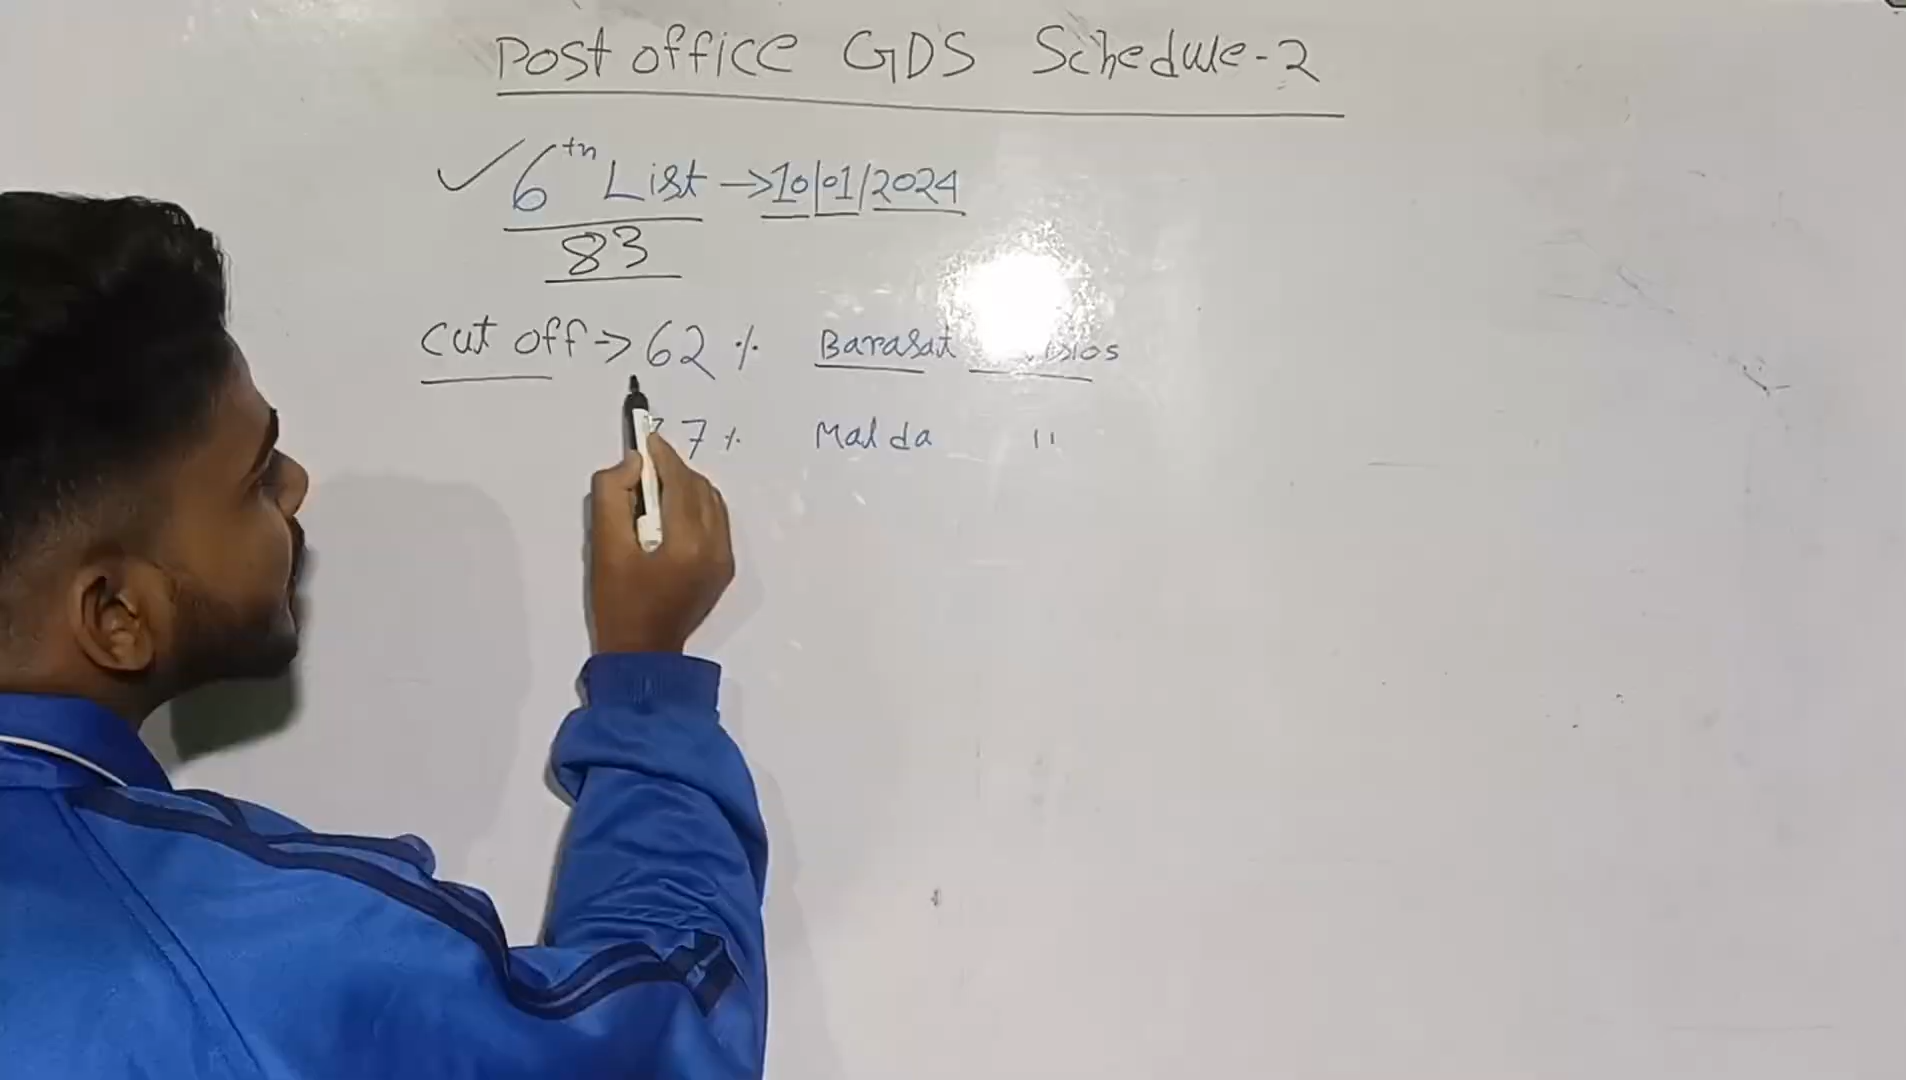 Post office GDS Schedule-2
✓ 6th List → 10/01/2024
83
Cut off → 62 % Barasat
7 % Malda "